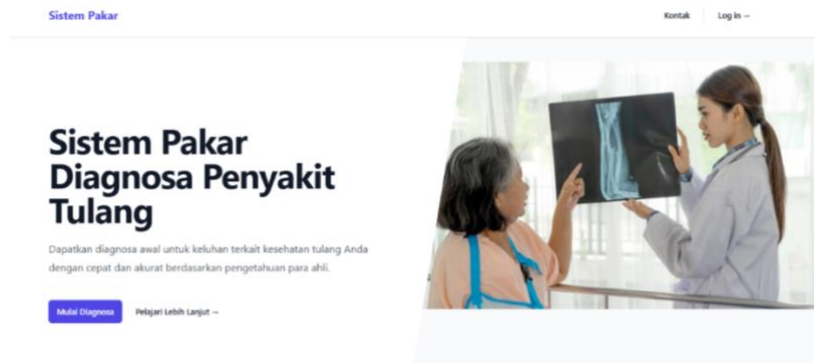 Sistem Pakar
Kontak
Log in →
Sistem Pakar
Diagnosa Penyakit
Tulang
Dapatkan diagnosa awal untuk keluhan terkait kesehatan tulang Anda
dengan cepat dan akurat berdasarkan pengetahuan para ahli.
Mulai Diagnosa
Pelajari Lebih Lanjut →